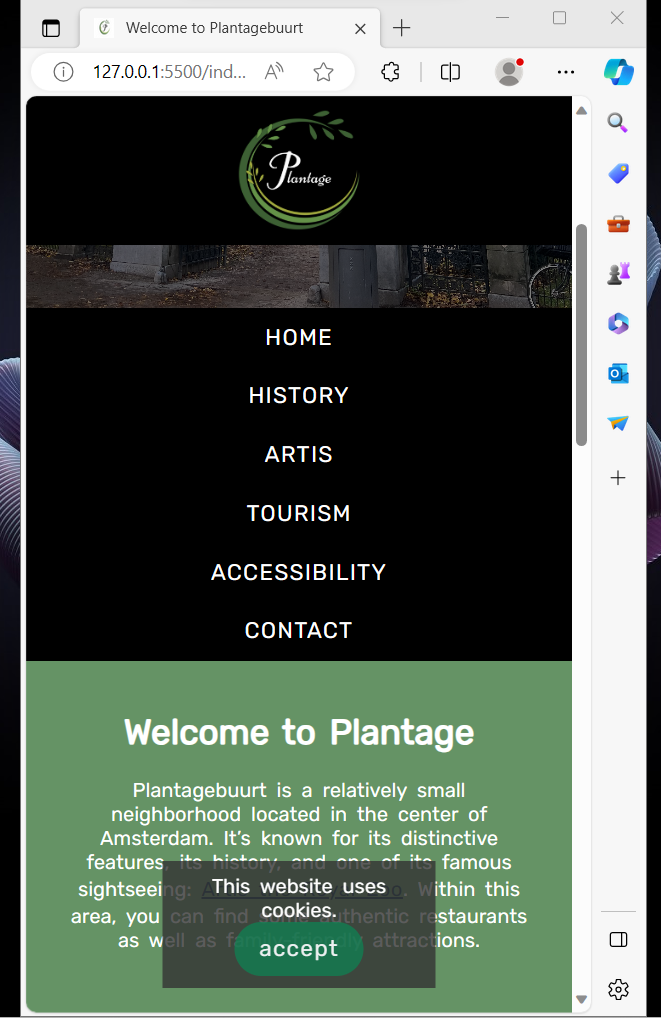 Welcome to Plantagebuurt
127.0.0.1:5500/ind...
Plantage
HOME
HISTORY
ARTIS
TOURISM
ACCESSIBILITY
CONTACT
Welcome to Plantage
Plantagebuurt is a relatively small
neighborhood located in the center of
Amsterdam. It's known for its distinctive
features, its history, and one of its famous
sightseeing: . Within this
area, you can find some authentic restaurants
as well as family-friendly attractions.
This website uses
cookies.
accept